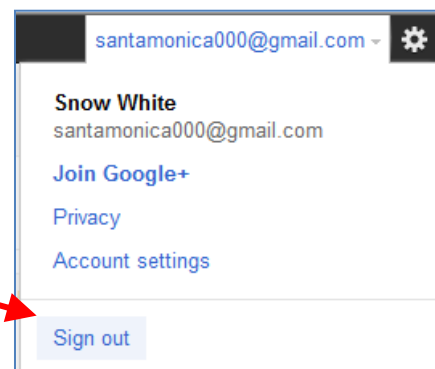 santamonica000@gmail.com
Snow White
santamonica000@gmail.com
Join Google+
Privacy
Account settings
Sign out